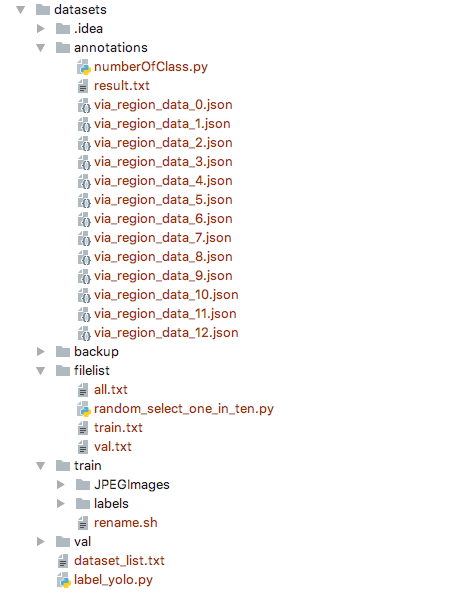 datasets
.idea
annotations
numberOfClass.py
result.txt
via_region_data_0.json
via_region_data_1.json
via_region_data_2.json
via_region_data_3.json
via_region_data_4.json
via_region_data_5.json
via_region_data_6.json
via_region_data_7.json
via_region_data_8.json
via_region_data_9.json
via_region_data_10.json
via_region_data_11.json
via_region_data_12.json
backup
filelist
all.txt
random_select_one_in_ten.py
train.txt
val.txt
train
JPEGImages
labels
rename.sh
val
dataset_list.txt
label_yolo.py